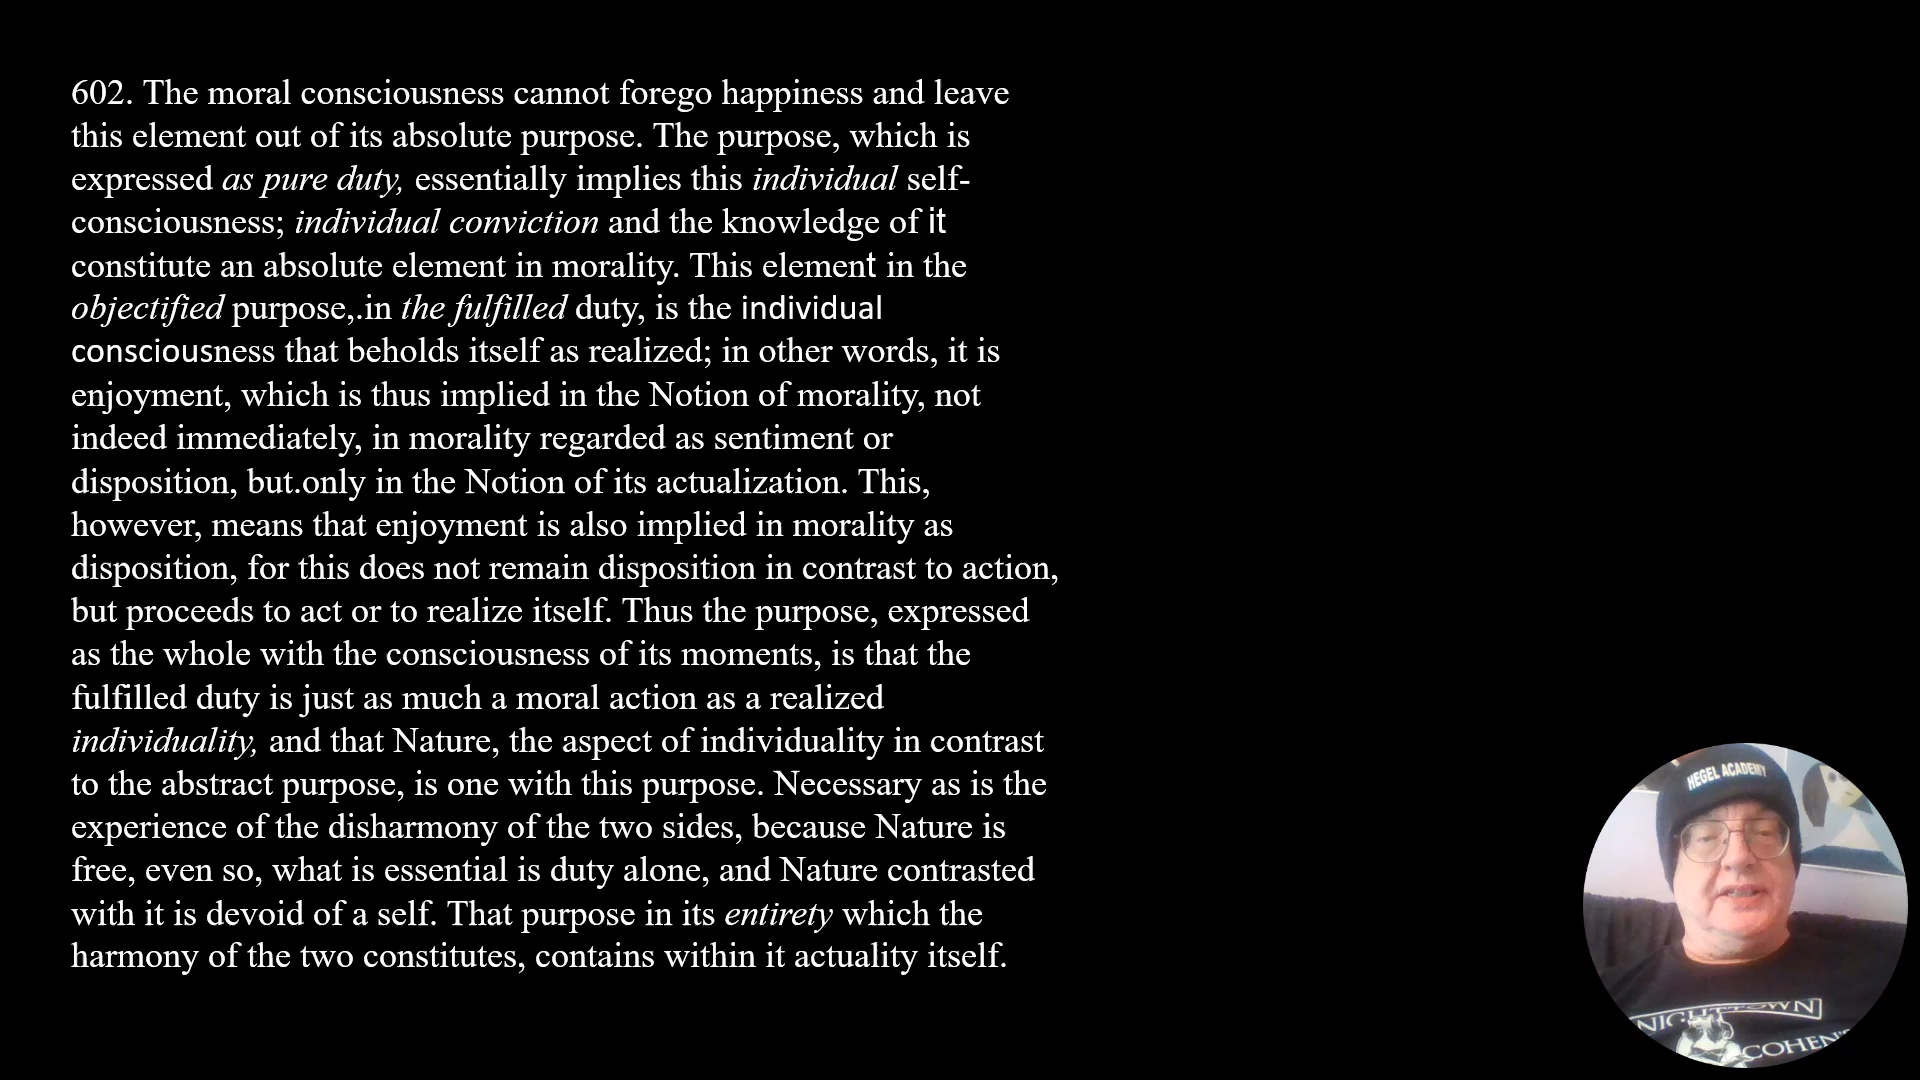 602. The moral consciousness cannot forego happiness and leave
this element out of its absolute purpose. The purpose, which is
expressed as pure duty, essentially implies this individual self-
consciousness; individual conviction and the knowledge of it
constitute an absolute element in morality. This element in the
objectified purpose,.in the fulfilled duty, is the individual
consciousness that beholds itself as realized; in other words, it is
enjoyment, which is thus implied in the Notion of morality, not
indeed immediately, in morality regarded as sentiment or
disposition, but.only in the Notion of its actualization. This,
however, means that enjoyment is also implied in morality as
disposition, for this does not remain disposition in contrast to action,
but proceeds to act or to realize itself. Thus the purpose, expressed
as the whole with the consciousness of its moments, is that the
fulfilled duty is just as much a moral action as a realized
individuality, and that Nature, the aspect of individuality in contrast
to the abstract purpose, is one with this purpose. Necessary as is the
experience of the disharmony of the two sides, because Nature is
free, even so, what is essential is duty alone, and Nature contrasted
with it is devoid of a self. That purpose in its entirety which the
harmony of the two constitutes, contains within it actuality itself.
HEGEL ACADEMY
NIGHTTOWN
COHEN'S